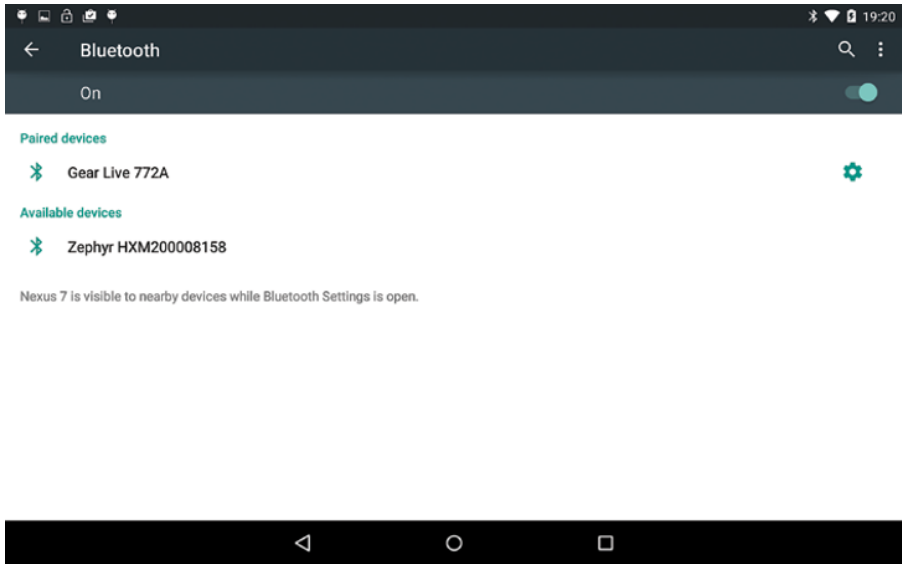 19:20
Bluetooth
On
Paired devices
Gear Live 772A
Available devices
Zephyr HXM200008158
Nexus 7 is visible to nearby devices while Bluetooth Settings is open.